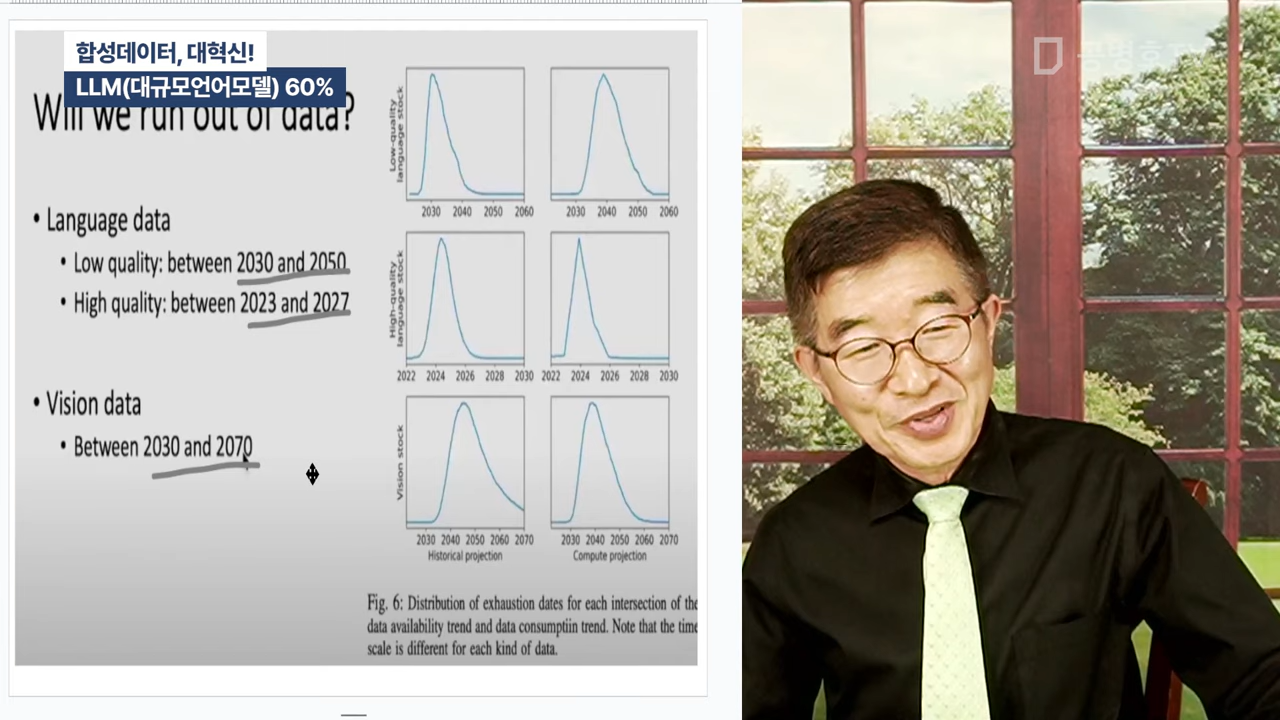 합성데이터, 대혁신!
LLM(대규모언어모델) 60%
Will we run out of data?
• Language data
• Low quality: between 2030 and 2050
• High quality: between 2023 and 2027
• Vision data
• Between 2030 and 2070
Low-quality
language stock
2030 2040 2050 2060
2030 2040 2050 2060
High-quality
language stock
2022 2024 2026 2028 2030
2022 2024 2026 2028 2030
Vision stock
2030 2040 2050 2060 2070
Historical projection
2030 2040 2050 2060 2070
Compute projection
Fig. 6: Distribution of exhaustion dates for each intersection of the
data availability trend and data consumptiin trend. Note that the time
scale is different for each kind of data.